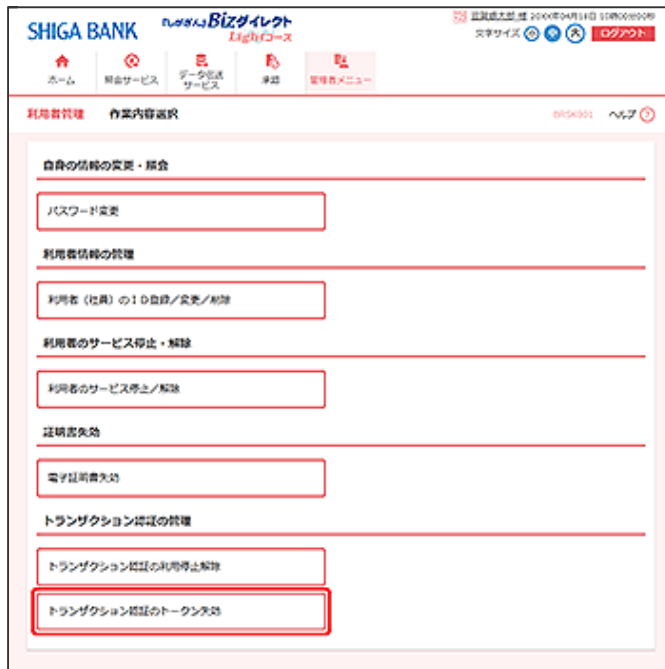 SHIGA BANK 『しがぎん』Bizダイレクト
Lightコース
文字サイズ 小 中 大 ログアウト
ホーム 照会サービス データ伝送サービス 承認 管理者メニュー
利用者管理 作業内容選択 BRSK001 ヘルプ ?
自身の情報の変更・照会
パスワード変更
利用者情報の管理
利用者(社員)のID登録/変更/削除
利用者のサービス停止・解除
利用者のサービス停止/解除
証明書失効
電子証明書失効
トランザクション認証の管理
トランザクション認証の利用停止解除
トランザクション認証のトークン失効